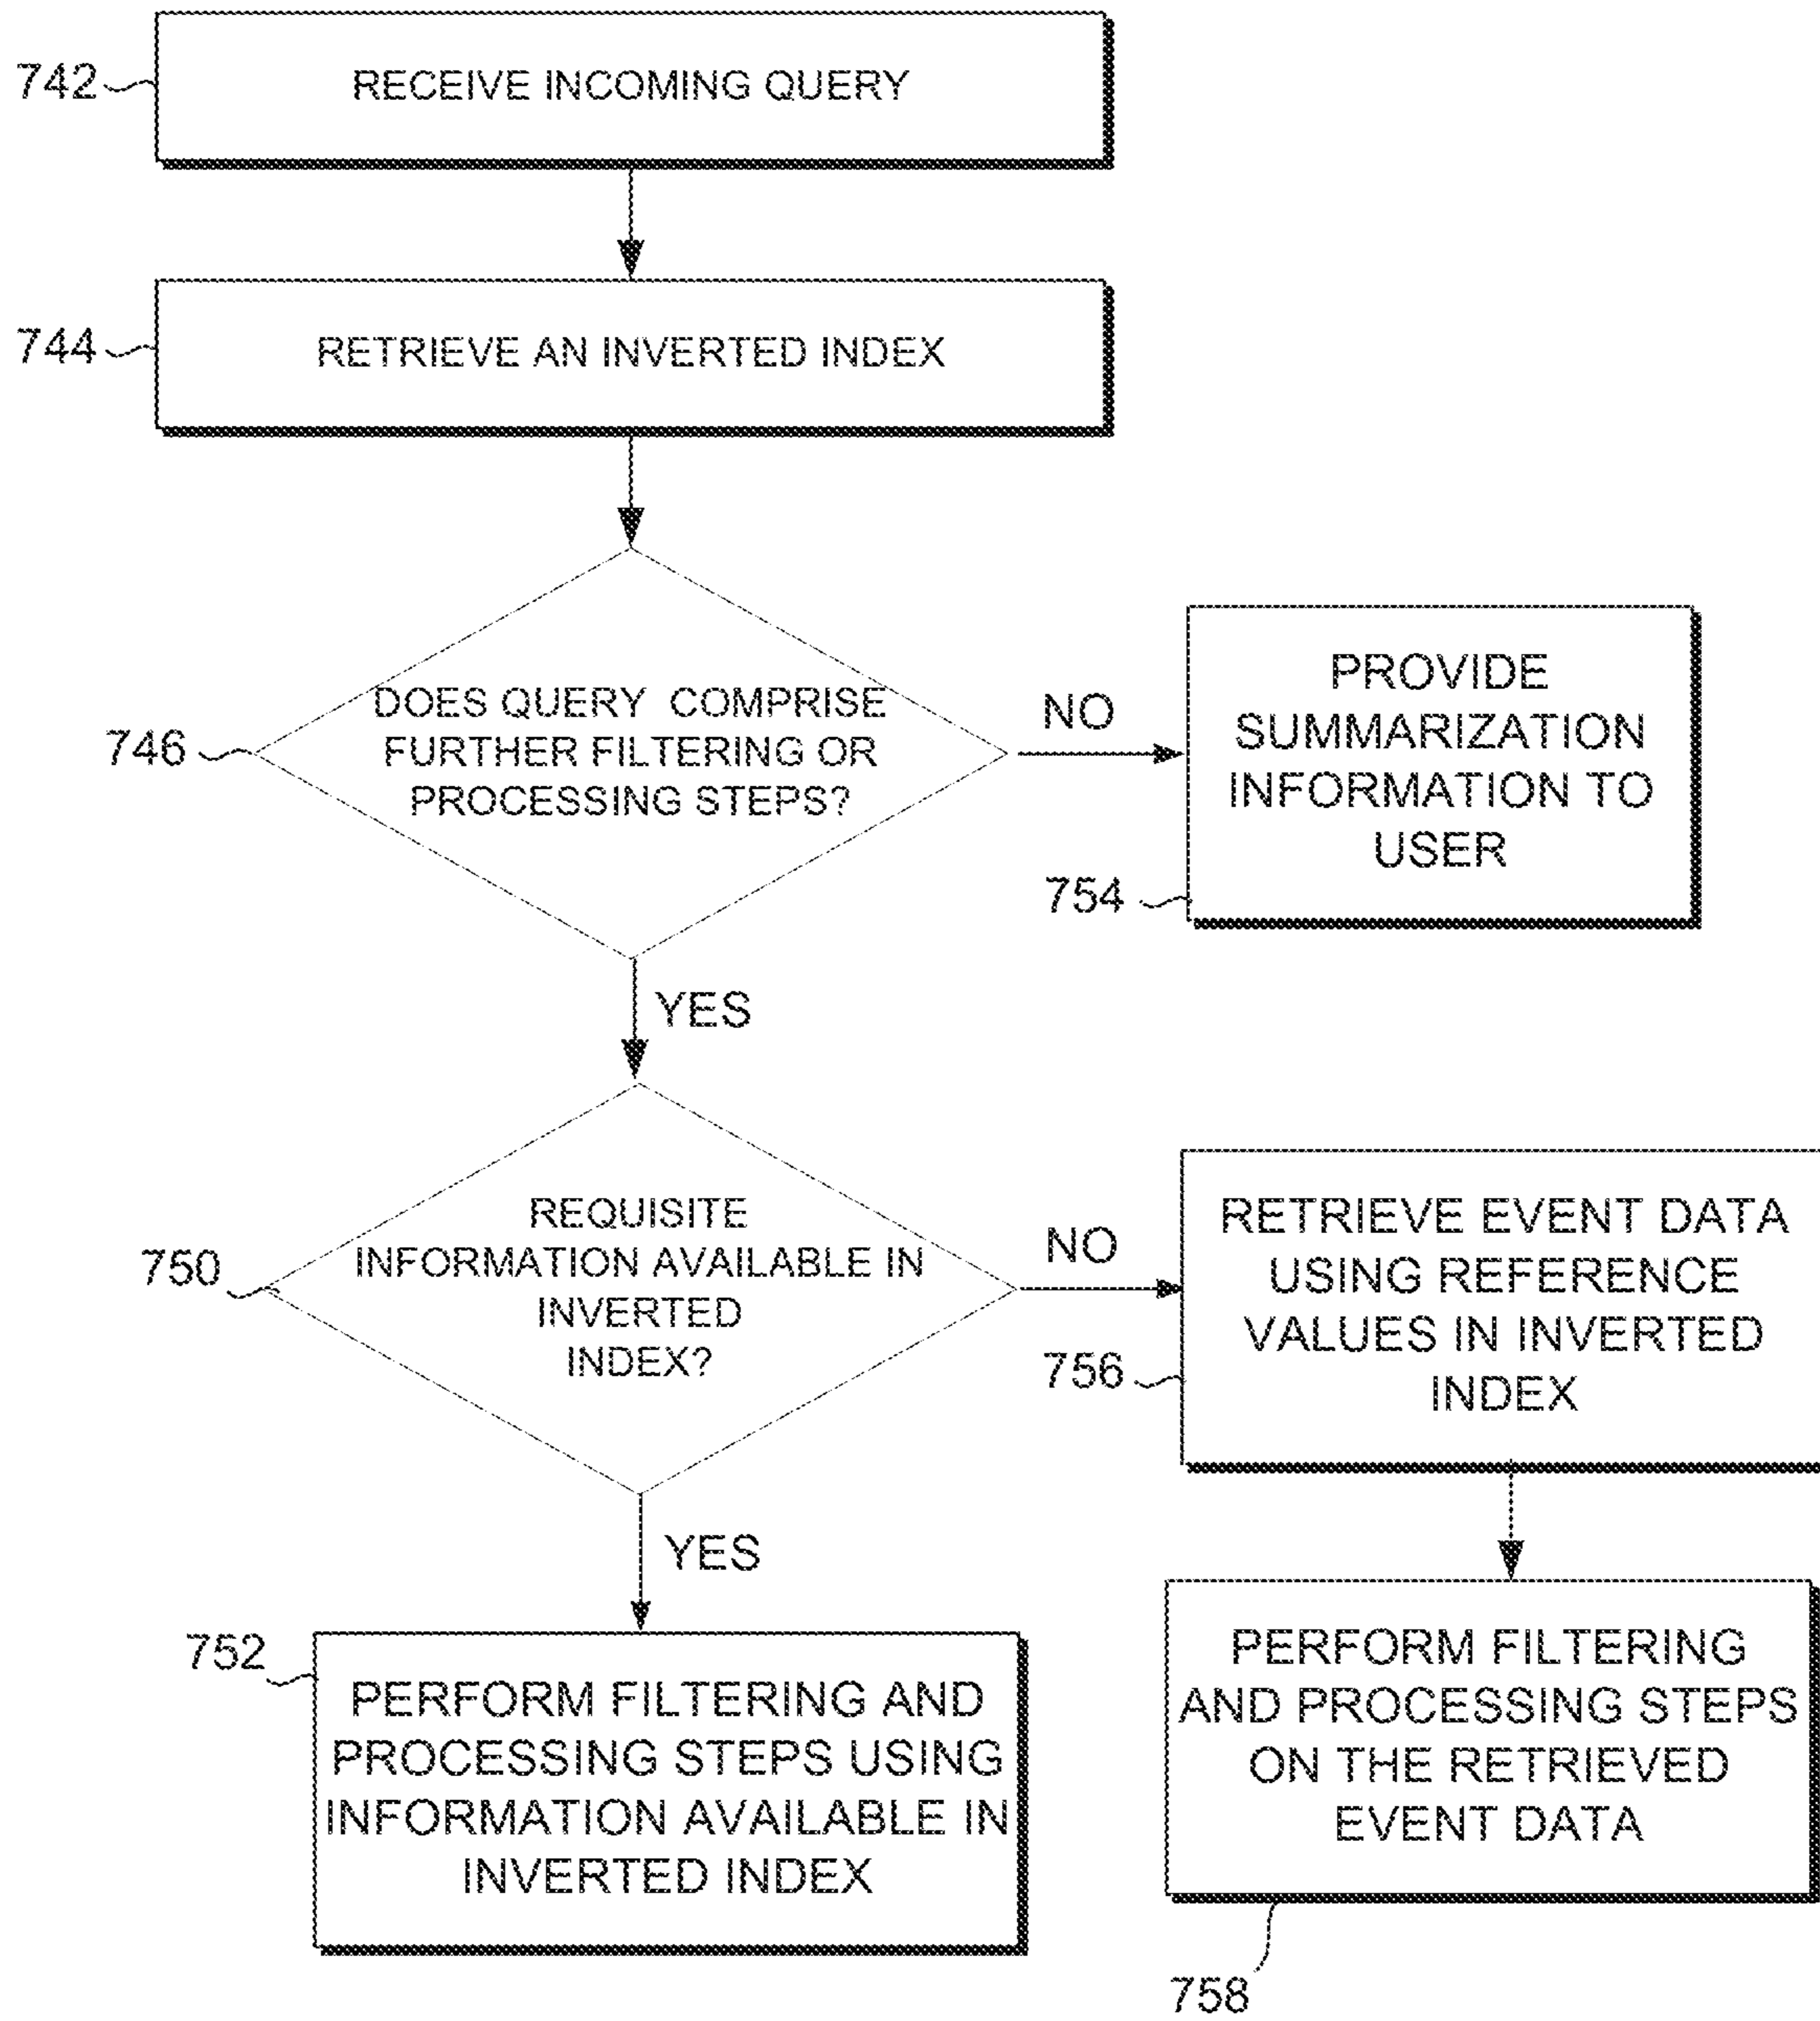 742
RECEIVE INCOMING QUERY
744
RETRIEVE AN INVERTED INDEX
746
DOES QUERY COMPRISE
FURTHER FILTERING OR
PROCESSING STEPS?
NO
PROVIDE
SUMMARIZATION
INFORMATION TO
USER
754
YES
750
REQUISITE
INFORMATION AVAILABLE IN
INVERTED
INDEX?
NO
RETRIEVE EVENT DATA
USING REFERENCE
VALUES IN INVERTED
INDEX
756
YES
752
PERFORM FILTERING AND
PROCESSING STEPS USING
INFORMATION AVAILABLE IN
INVERTED INDEX
PERFORM FILTERING
AND PROCESSING STEPS
ON THE RETRIEVED
EVENT DATA
758